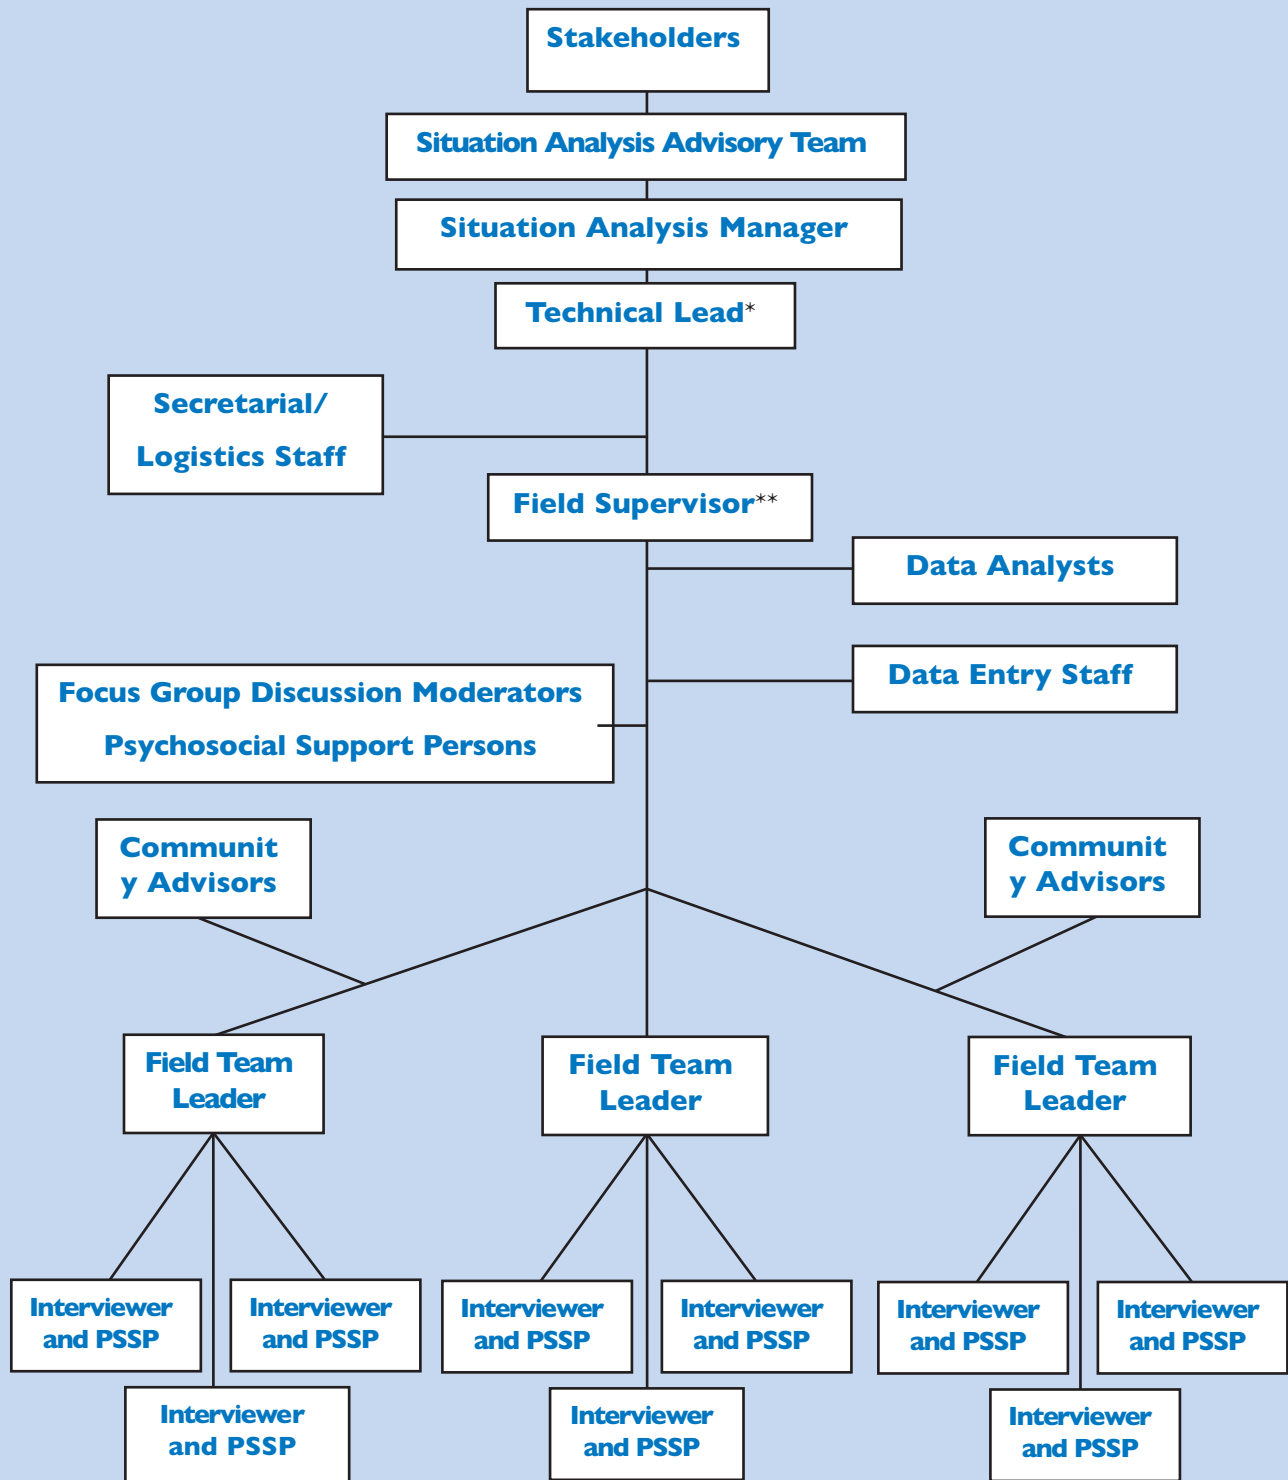 Stakeholders
Situation Analysis Advisory Team
Situation Analysis Manager
Technical Lead*
Secretarial/
Logistics Staff
Field Supervisor**
Data Analysts
Data Entry Staff
Focus Group Discussion Moderators
Psychosocial Support Persons
Communit
y Advisors
Communit
y Advisors
Field Team
Leader
Field Team
Leader
Field Team
Leader
Interviewer
and PSSP
Interviewer
and PSSP
Interviewer
and PSSP
Interviewer
and PSSP
Interviewer
and PSSP
Interviewer
and PSSP
Interviewer
and PSSP
Interviewer
and PSSP
Interviewer
and PSSP